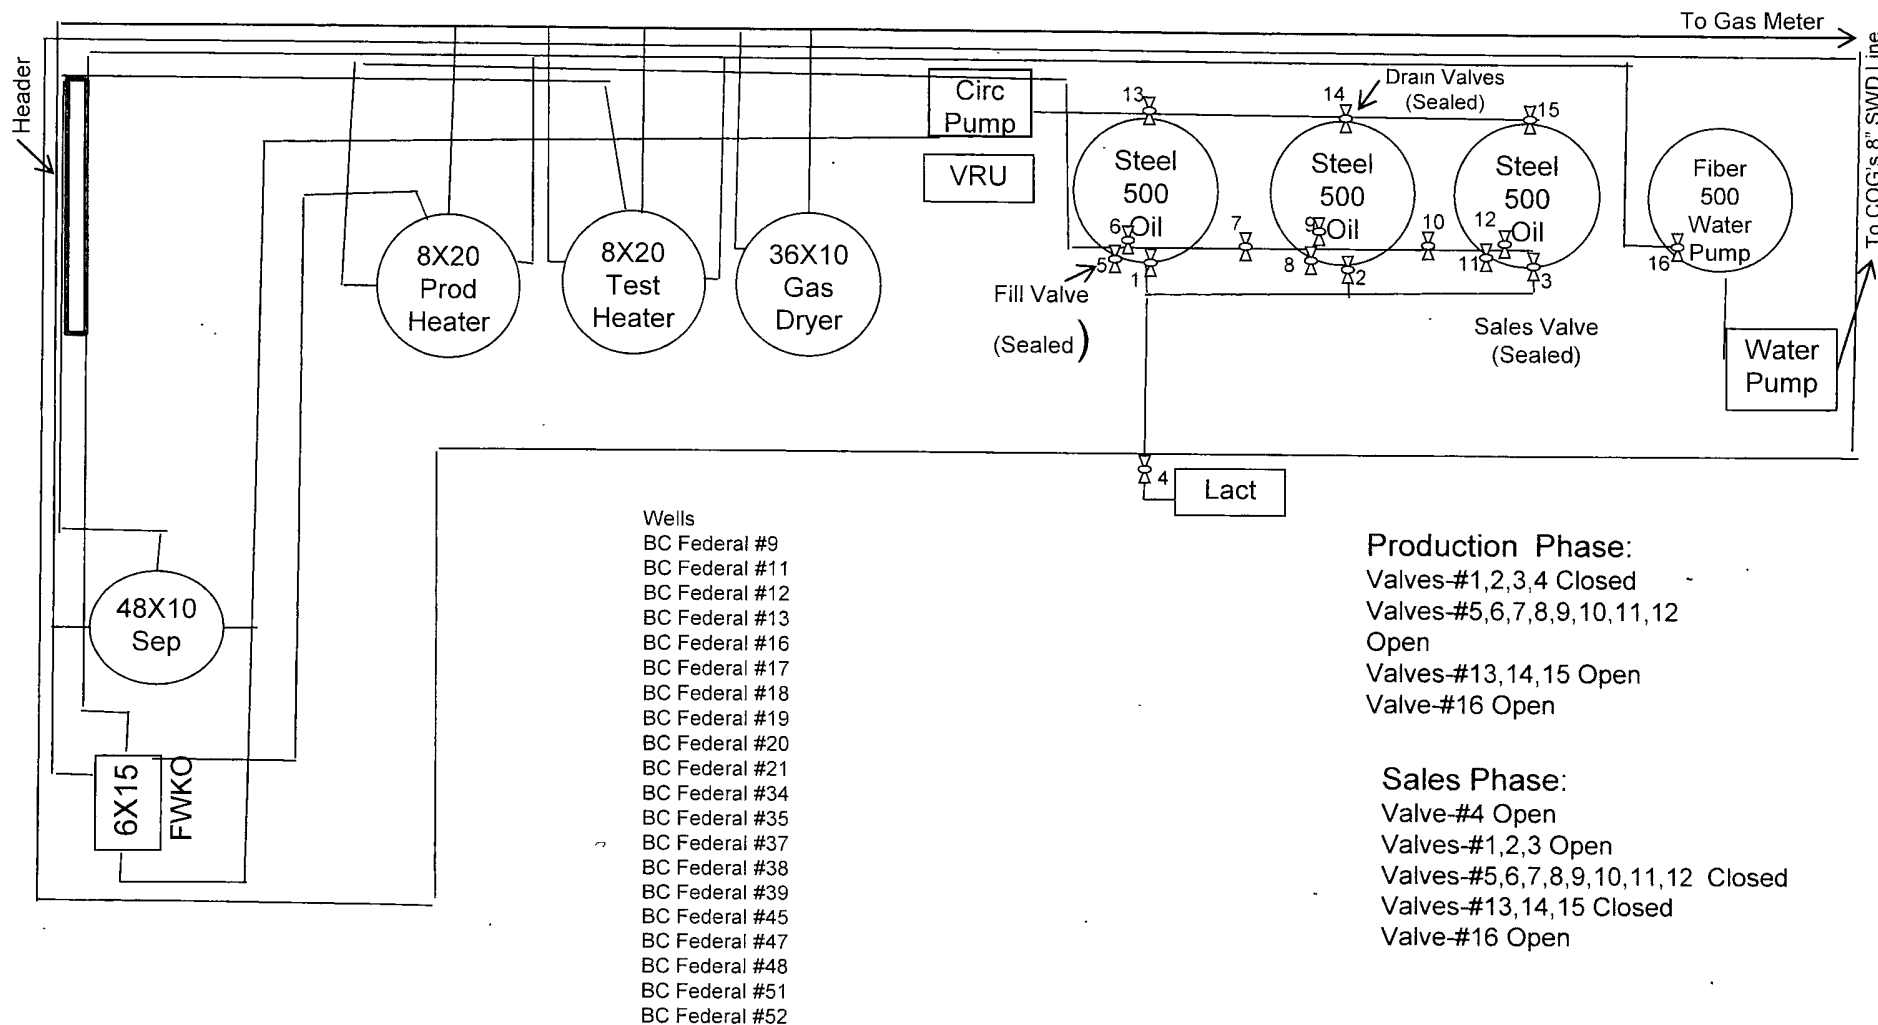 To Gas Meter
To COG's 8" SWD Line
Header
Circ
Pump
VRU
Drain Valves
(Sealed)
13
14
15
Steel
500
Oil
Steel
500
Oil
Steel
500
Oil
Fiber
500
Water
Pump
6
7
9
10
12
5
1
8
2
11
3
16
8X20
Prod
Heater
8X20
Test
Heater
36X10
Gas
Dryer
Fill Valve
(Sealed)
Sales Valve
(Sealed)
Water
Pump
4
Lact
48X10
Sep
6X15
FWKO
Wells
BC Federal #9
BC Federal #11
BC Federal #12
BC Federal #13
BC Federal #16
BC Federal #17
BC Federal #18
BC Federal #19
BC Federal #20
BC Federal #21
BC Federal #34
BC Federal #35
BC Federal #37
BC Federal #38
BC Federal #39
BC Federal #45
BC Federal #47
BC Federal #48
BC Federal #51
BC Federal #52
Production Phase:
Valves-#1,2,3,4 Closed
Valves-#5,6,7,8,9,10,11,12
Open
Valves-#13,14,15 Open
Valve-#16 Open
Sales Phase:
Valve-#4 Open
Valves-#1,2,3 Open
Valves-#5,6,7,8,9,10,11,12 Closed
Valves-#13,14,15 Closed
Valve-#16 Open